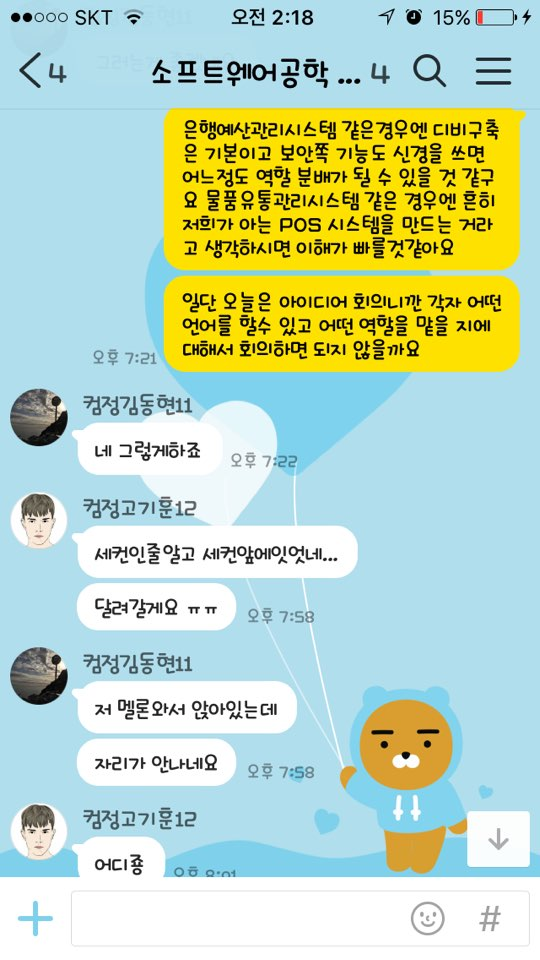 SKT 오전 2:18 15%
4 소프트웨어공학 ... 4
은행예산관리시스템 같은경우엔 디비구축
은 기본이고 보안쪽 기능도 신경을 쓰면
어느정도 역할 분배가 될 수 있을 것 같구
요 물품유통관리시스템 같은 경우엔 흔히
저희가 아는 POS 시스템을 만드는 거라
고 생각하시면 이해가 빠를것같아요
일단 오늘은 아이디어 회의니깐 각자 어떤
언어를 할수 있고 어떤 역할을 맡을 지에
대해서 회의하면 되지 않을까요
오후 7:21
컴정김동현11
네 그렇게하죠
오후 7:22
컴정고기훈12
세컨인줄알고 세컨앞에잇엇네...
달려갈게요 ㅠㅠ
오후 7:58
컴정김동현11
저 멜론와서 앉아있는데
자리가 안나네요
오후 7:58
컴정고기훈12
어디죵
오후 8:01
#